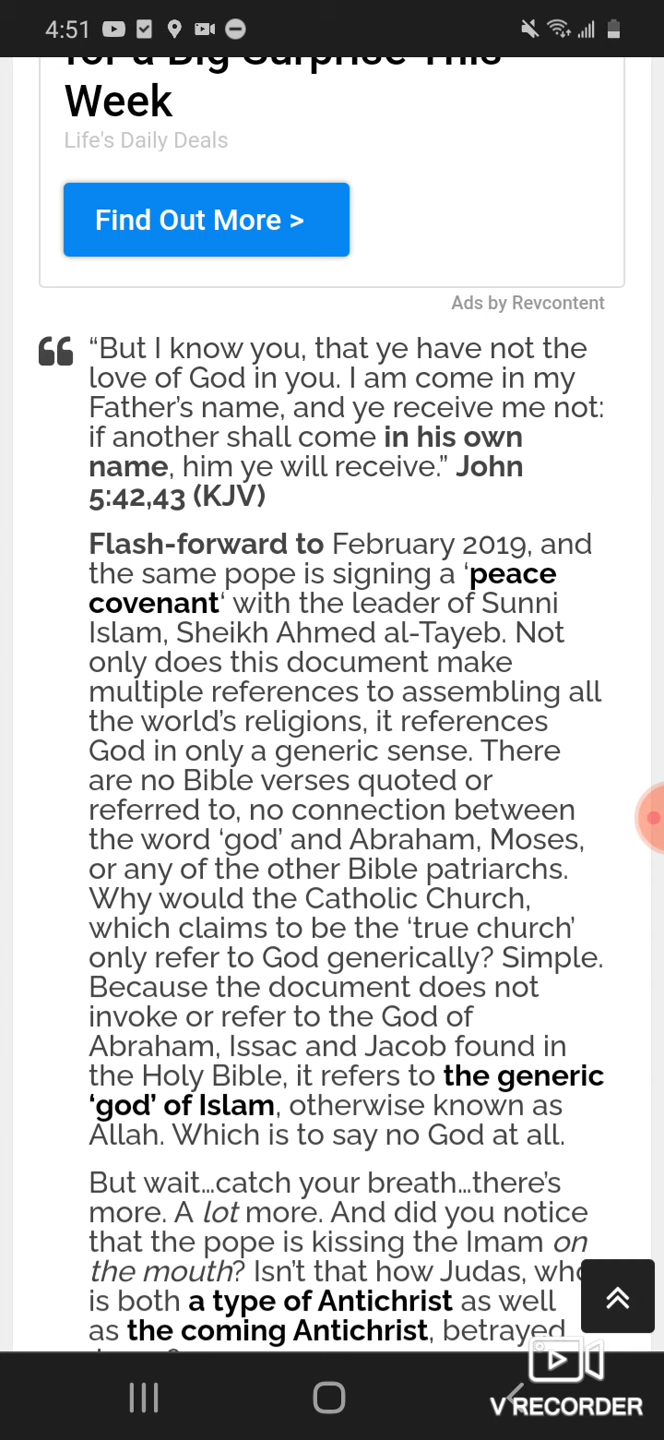 4:51
for a Big Surprise This
Week
Life's Daily Deals
Find Out More >
Ads by Revcontent
“But I know you, that ye have not the
love of God in you. I am come in my
Father’s name, and ye receive me not:
if another shall come in his own
name, him ye will receive.” John
5:42,43 (KJV)
Flash-forward to February 2019, and
the same pope is signing a ‘peace
covenant‘ with the leader of Sunni
Islam, Sheikh Ahmed al-Tayeb. Not
only does this document make
multiple references to assembling all
the world’s religions, it references
God in only a generic sense. There
are no Bible verses quoted or
referred to, no connection between
the word ‘god’ and Abraham, Moses,
or any of the other Bible patriarchs.
Why would the Catholic Church,
which claims to be the ‘true church’
only refer to God generically? Simple.
Because the document does not
invoke or refer to the God of
Abraham, Issac and Jacob found in
the Holy Bible, it refers to the generic
‘god’ of Islam, otherwise known as
Allah. Which is to say no God at all.
But wait…catch your breath…there’s
more. A lot more. And did you notice
that the pope is kissing the Imam on
the mouth? Isn’t that how Judas, who
is both a type of Antichrist as well
as the coming Antichrist, betrayed
V RECORDER